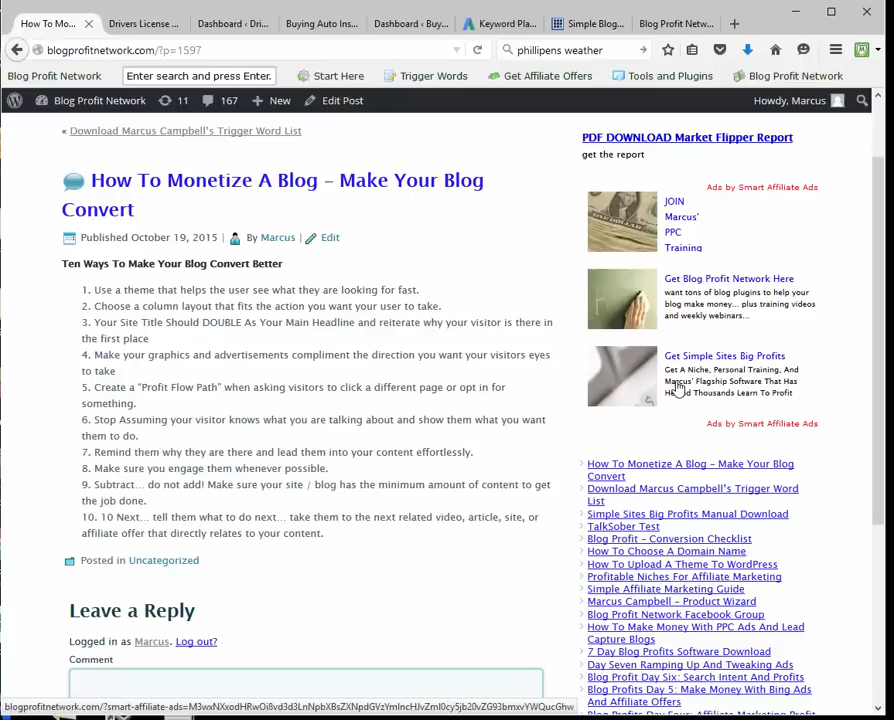 How To Mo...
Drivers License ...
Dashboard ‹ Dri...
Buying Auto Ins...
Dashboard ‹ Buy...
Keyword Pla...
Simple Blog...
Blog Profit Netw...
blogprofitnetwork.com/?p=1597
phillipens weather
Blog Profit Network
Enter search and press Enter.
Start Here
Trigger Words
Get Affiliate Offers
Tools and Plugins
Blog Profit Network
Blog Profit Network
11
167
+ New
Edit Post
Howdy, Marcus
« Download Marcus Campbell's Trigger Word List
How To Monetize A Blog – Make Your Blog
Convert
Published October 19, 2015 | By Marcus | Edit
Ten Ways To Make Your Blog Convert Better
1. Use a theme that helps the user see what they are looking for fast.
2. Choose a column layout that fits the action you want your user to take.
3. Your Site Title Should DOUBLE As Your Main Headline and reiterate why your visitor is there in
the first place
4. Make your graphics and advertisements compliment the direction you want your visitors eyes
to take
5. Create a "Profit Flow Path" when asking visitors to click a different page or opt in for
something.
6. Stop Assuming your visitor knows what you are talking about and show them what you want
them to do.
7. Remind them why they are there and lead them into your content effortlessly.
8. Make sure you engage them whenever possible.
9. Subtract... do not add! Make sure your site / blog has the minimum amount of content to get
the job done.
10. 10 Next... tell them what to do next... take them to the next related video, article, site, or
affiliate offer that directly relates to your content.
Posted in Uncategorized
Leave a Reply
Logged in as Marcus. Log out?
Comment
PDF DOWNLOAD Market Flipper Report
get the report
Ads by Smart Affiliate Ads
JOIN
Marcus'
PPC
Training
Get Blog Profit Network Here
want tons of blog plugins to help your
blog make money... plus training videos
and weekly webinars...
Get Simple Sites Big Profits
Get A Niche, Personal Training, And
Marcus' Flagship Software That Has
Thousands Learn To Profit
Ads by Smart Affiliate Ads
How To Monetize A Blog – Make Your Blog
Convert
Download Marcus Campbell's Trigger Word
List
Simple Sites Big Profits Manual Download
TalkSober Test
Blog Profit – Conversion Checklist
How To Choose A Domain Name
How To Upload A Theme To WordPress
Profitable Niches For Affiliate Marketing
Simple Affiliate Marketing Guide
Marcus Campbell – Product Wizard
Blog Profit Network Facebook Group
How To Make Money With PPC Ads And Lead
Capture Blogs
7 Day Blog Profits Software Download
Day Seven Ramping Up And Tweaking Ads
Blog Profit Day Six: Search Intent And Profits
Blog Profits Day 5: Make Money With Bing Ads
And Affiliate Offers
Blog Profits Day Four: Affiliate Marketing Profit